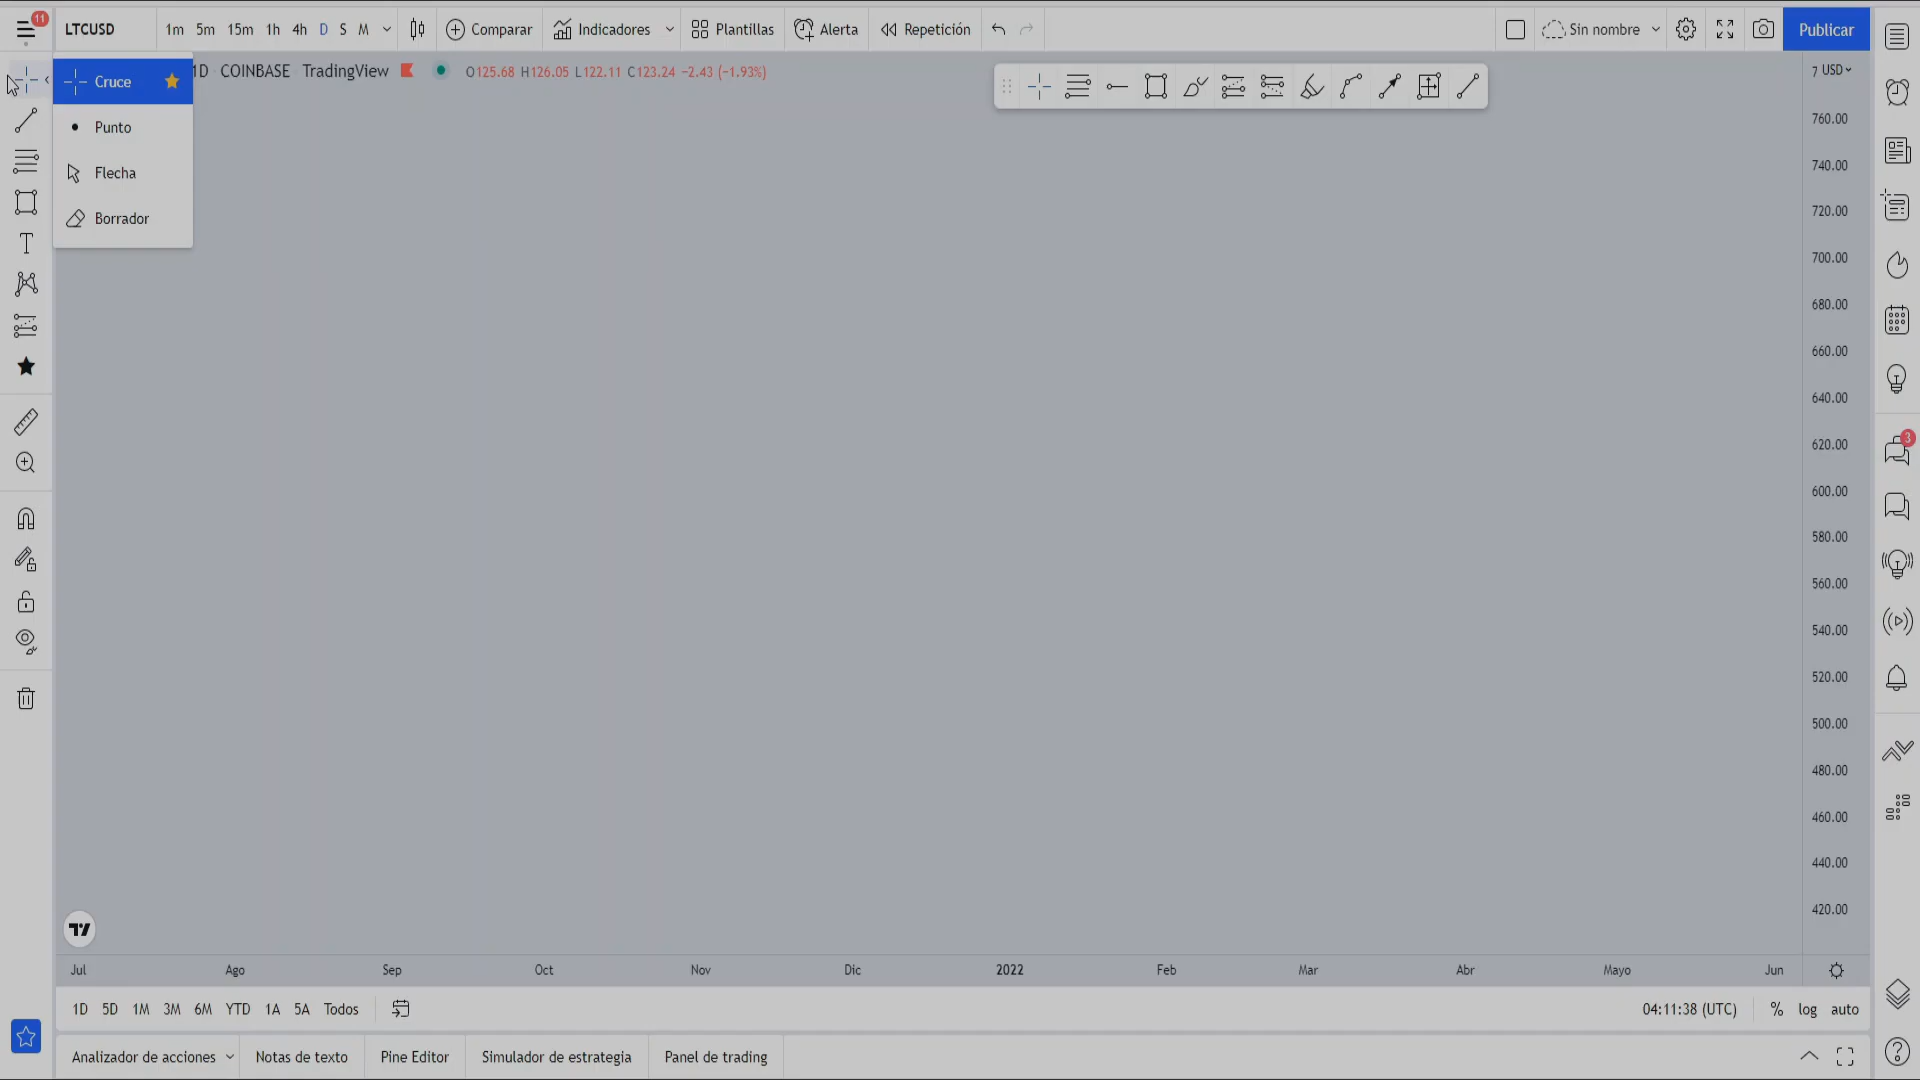 11
LTCUSD
1m 5m 15m 1h 4h D S M
Comparar
Indicadores
Plantillas
Alerta
Repetición
Sin nombre
Publicar
Cruce
Punto
Flecha
Borrador
1D COINBASE TradingView
O125.68 H126.05 L122.11 C123.24 −2.43 (−1.93%)
7 USD
760.00
740.00
720.00
700.00
680.00
660.00
640.00
620.00
600.00
580.00
560.00
540.00
520.00
500.00
480.00
460.00
440.00
420.00
3
Jul Ago Sep Oct Nov Dic 2022 Feb Mar Abr Mayo Jun
1D 5D 1M 3M 6M YTD 1A 5A Todos
04:11:38 (UTC) % log auto
Analizador de acciones Notas de texto Pine Editor Simulador de estrategia Panel de trading